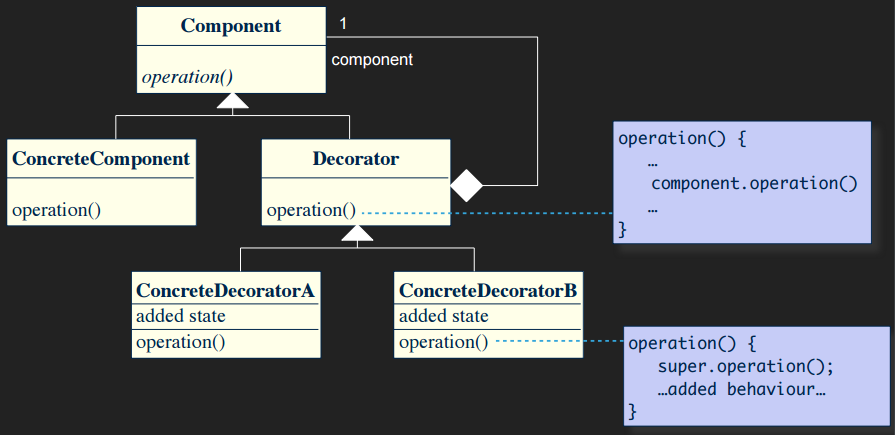 Component
1
component
operation()
ConcreteComponent
operation()
Decorator
operation()
operation() {
…
component.operation()
…
}
ConcreteDecoratorA
added state
operation()
ConcreteDecoratorB
added state
operation()
operation() {
super.operation();
…added behaviour…
}